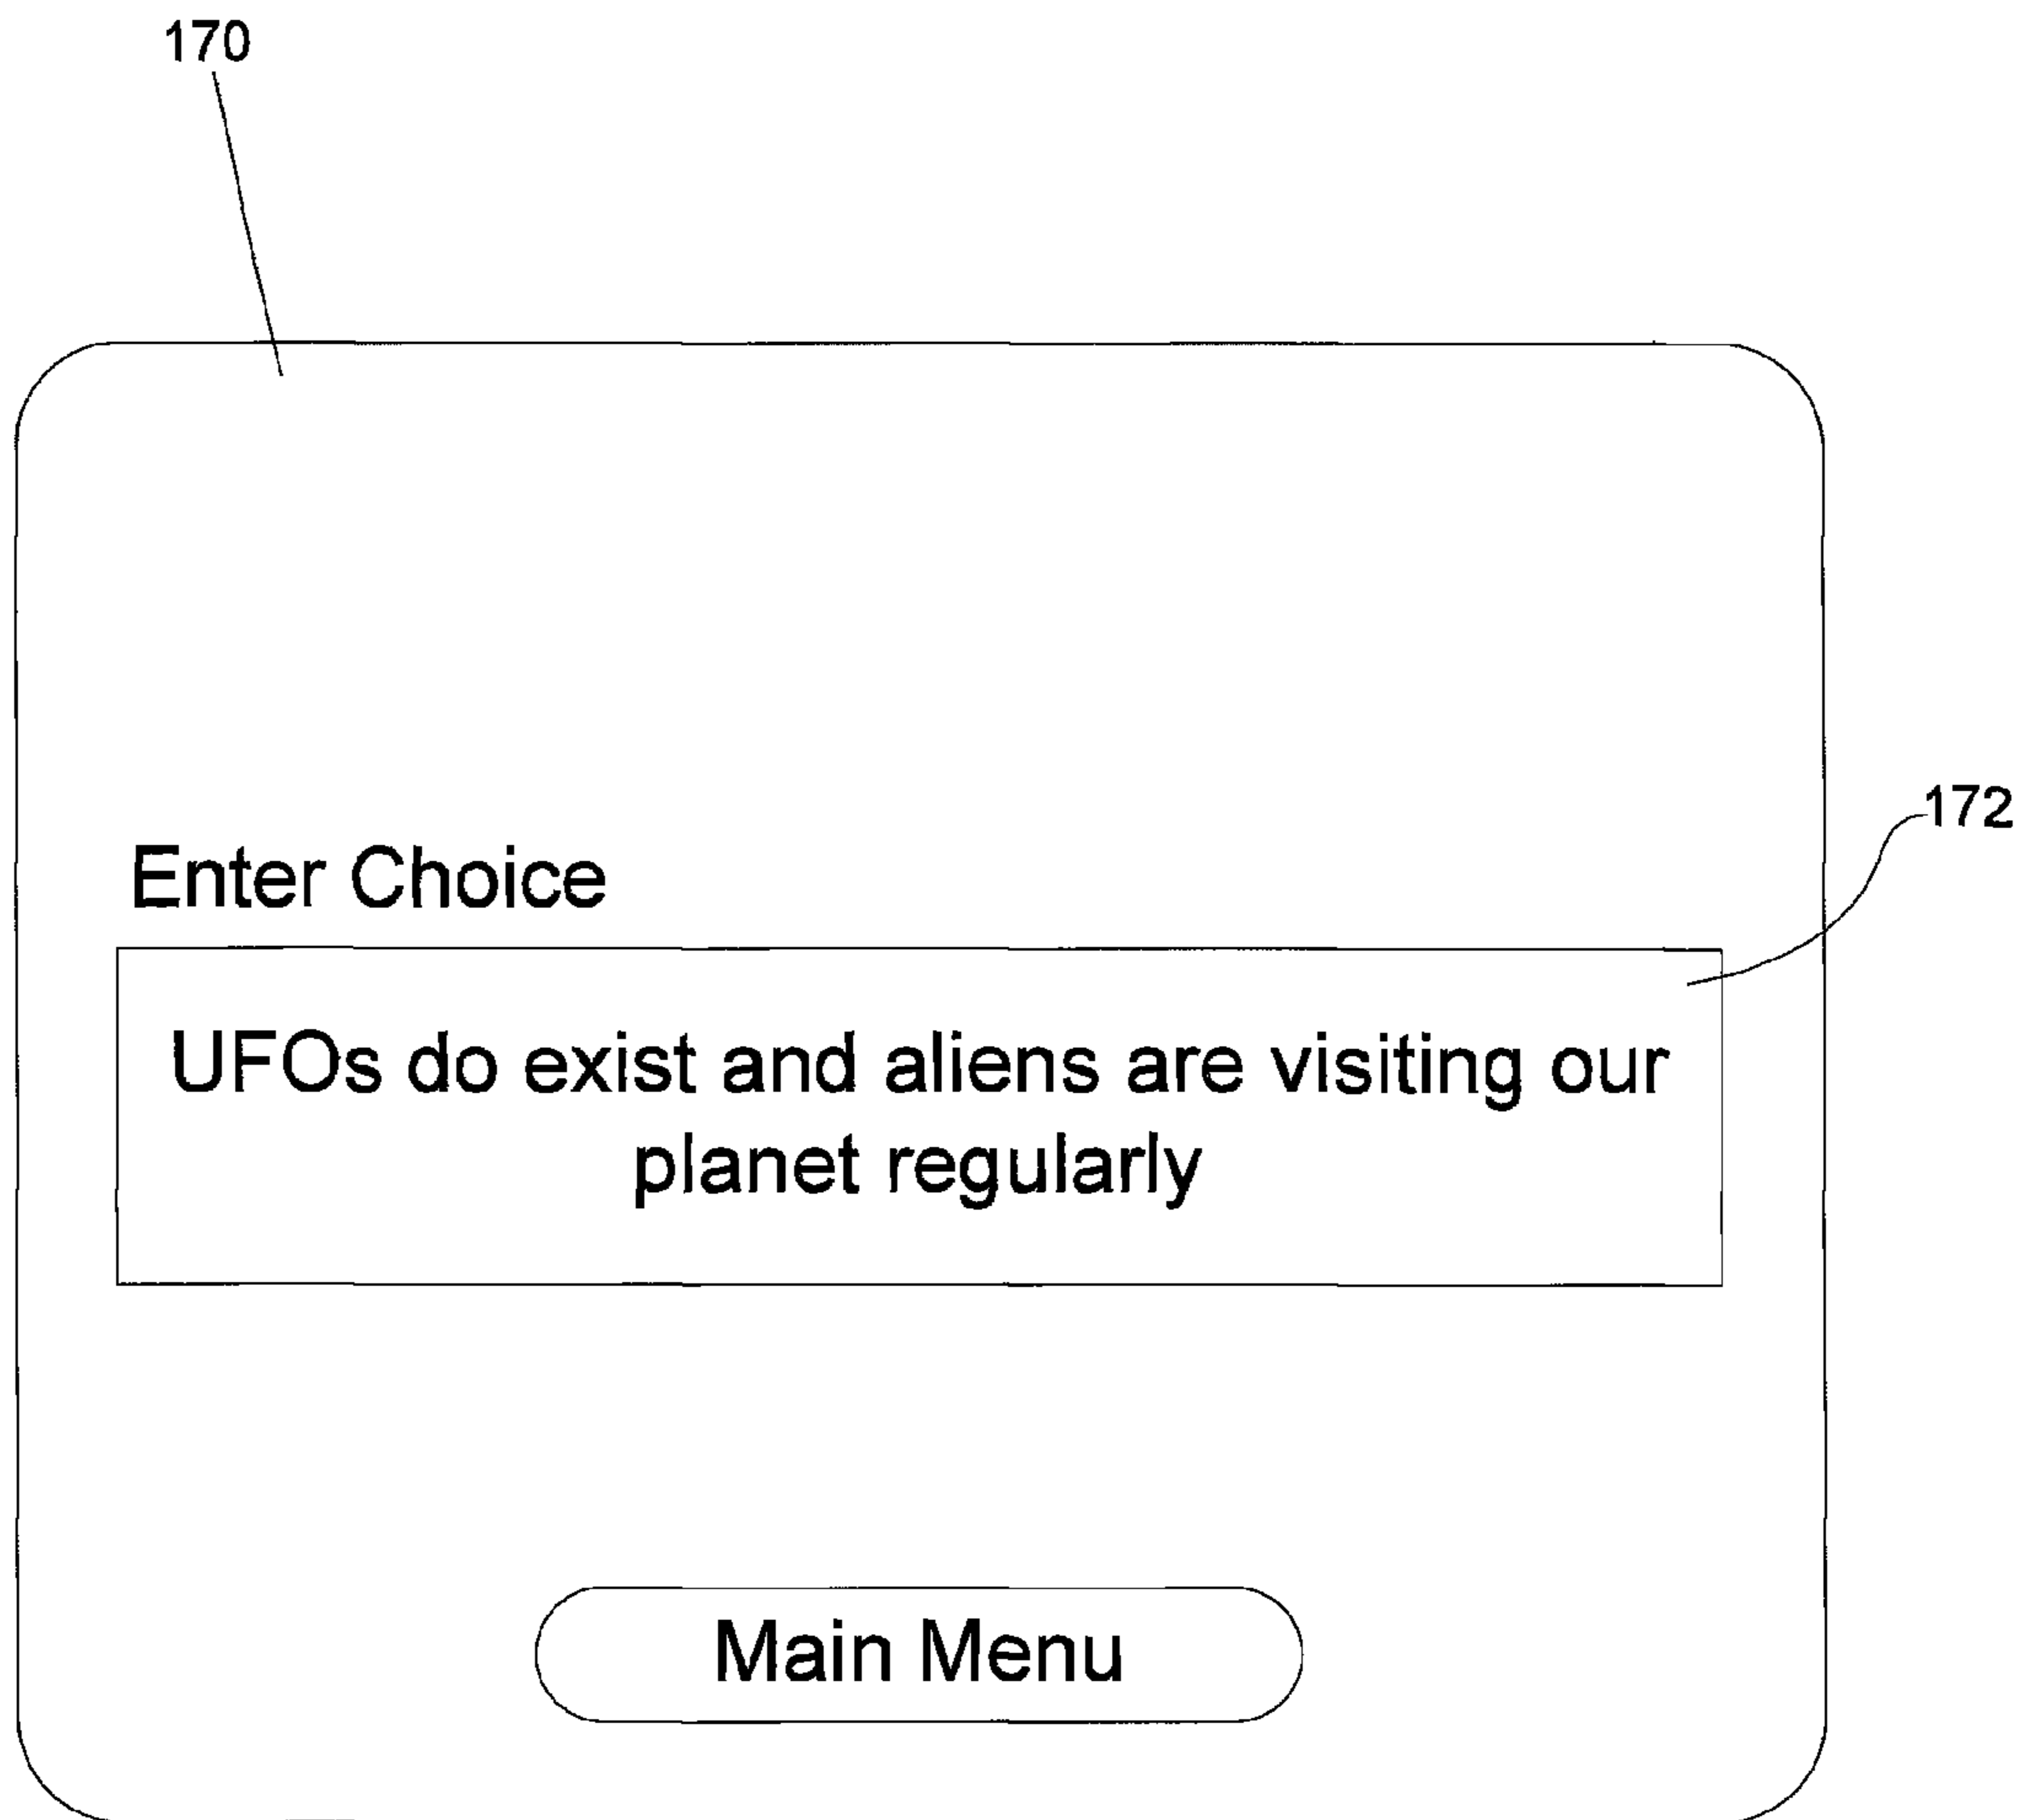 170
172
Enter Choice
UFOs do exist and aliens are visiting our
planet regularly
Main Menu